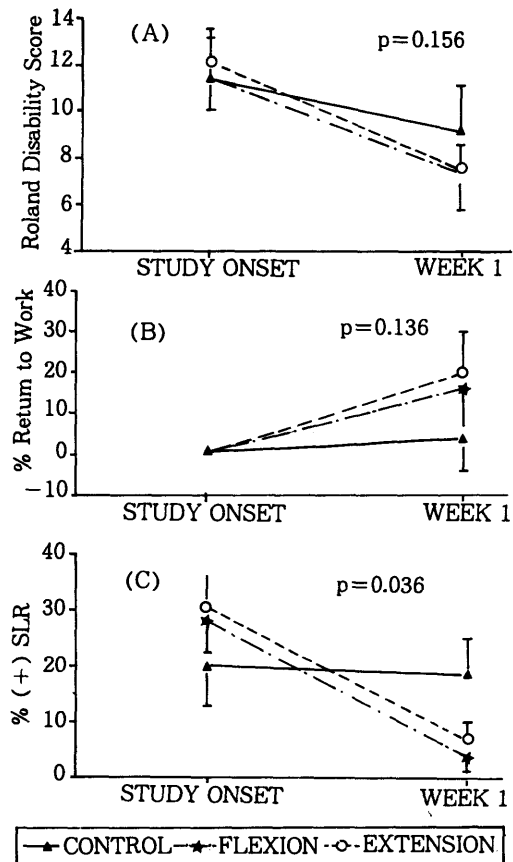 14
(A)
p=0.156
12
10
8
6
4
Roland Disability Score
STUDY ONSET
WEEK 1
30
(B)
p=0.136
20
10
0
−10
% Return to Work
STUDY ONSET
WEEK 1
40
(C)
p=0.036
30
20
10
0
% (+) SLR
STUDY ONSET
WEEK 1
CONTROL FLEXION EXTENSION